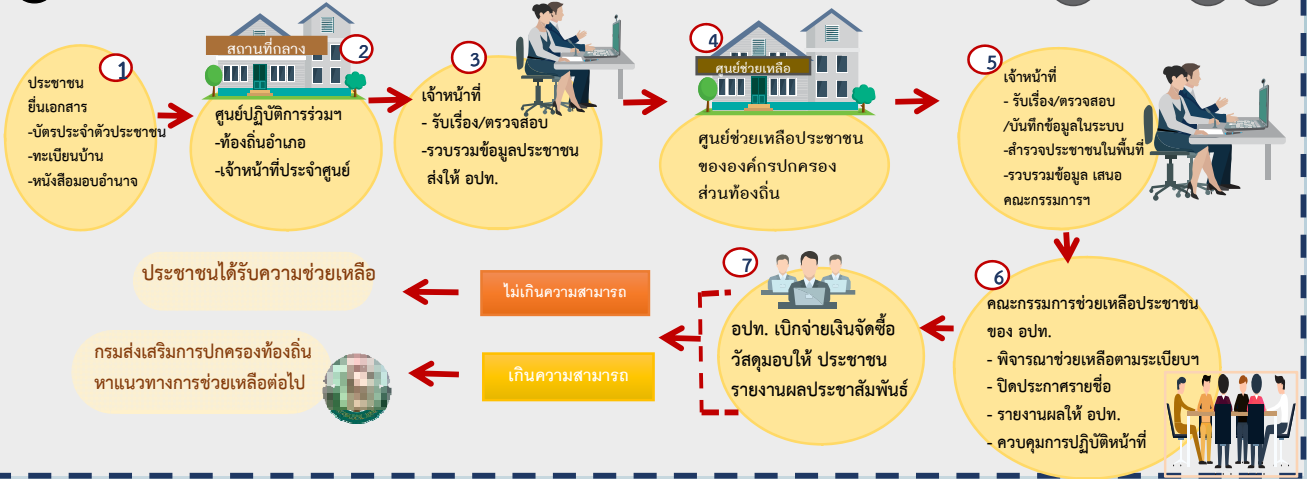 1
ประชาชน
ยื่นเอกสาร
-บัตรประจำตัวประชาชน
-ทะเบียนบ้าน
-หนังสือมอบอำนาจ
สถานที่กลาง
2
ศูนย์ปฏิบัติการร่วมฯ
-ท้องถิ่นอำเภอ
-เจ้าหน้าที่ประจำศูนย์
3
เจ้าหน้าที่
- รับเรื่อง/ตรวจสอบ
-รวบรวมข้อมูลประชาชน
ส่งให้ อปท.
4
ศูนย์ช่วยเหลือ
ศูนย์ช่วยเหลือประชาชน
ขององค์กรปกครอง
ส่วนท้องถิ่น
5
เจ้าหน้าที่
- รับเรื่อง/ตรวจสอบ
/บันทึกข้อมูลในระบบ
-สำรวจประชาชนในพื้นที่
-รวบรวมข้อมูล เสนอ
คณะกรรมการฯ
6
คณะกรรมการช่วยเหลือประชาชน
ของ อปท.
- พิจารณาช่วยเหลือตามระเบียบฯ
- ปิดประกาศรายชื่อ
- รายงานผลให้ อปท.
- ควบคุมการปฏิบัติหน้าที่
7
อปท. เบิกจ่ายเงินจัดซื้อ
วัสดุมอบให้ ประชาชน
รายงานผลประชาสัมพันธ์
ไม่เกินความสามารถ
ประชาชนได้รับความช่วยเหลือ
เกินความสามารถ
กรมส่งเสริมการปกครองท้องถิ่น
หาแนวทางการช่วยเหลือต่อไป